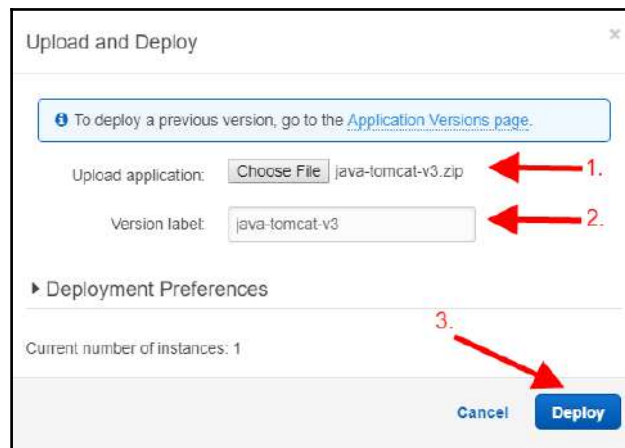 Upload and Deploy
×
To deploy a previous version, go to the Application Versions page.
Upload application: Choose File java-tomcat-v3.zip 1.
Version label: java-tomcat-v3 2.
Deployment Preferences
3.
Current number of instances: 1
Cancel Deploy